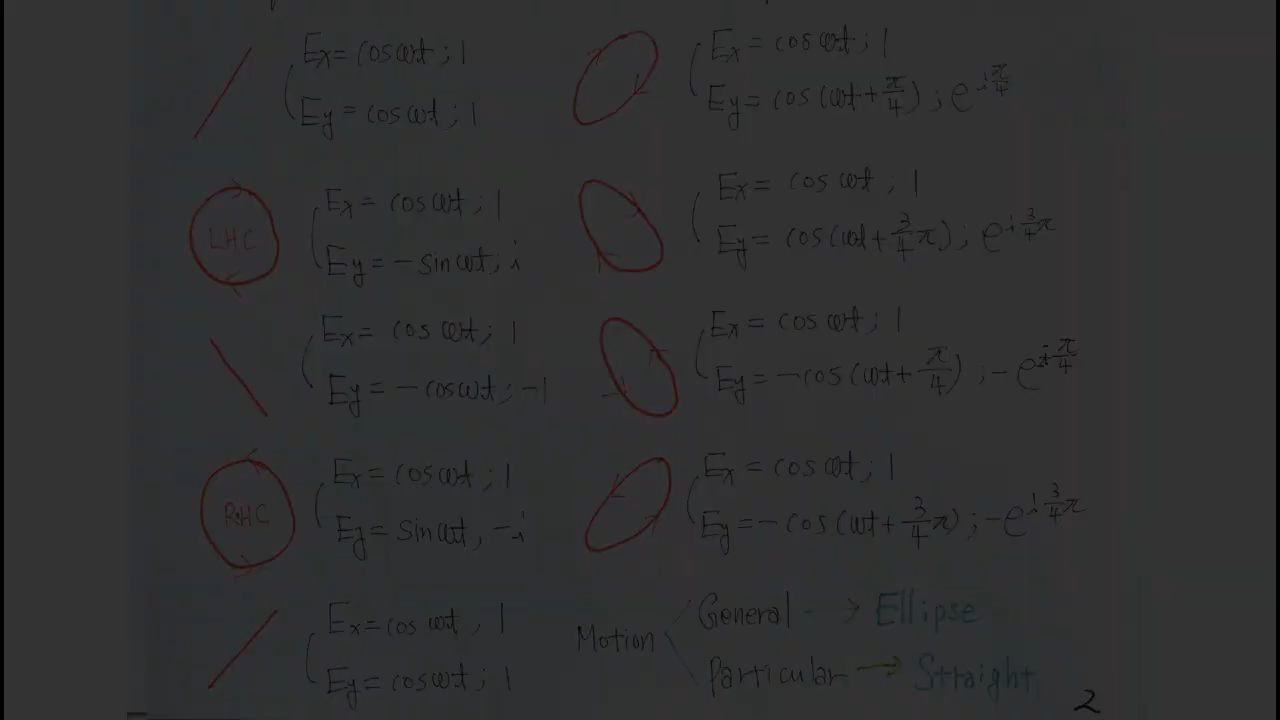 Ex = cos ωt ; 1
Ey = cos ωt ; 1
LHC
Ex = cos ωt ; 1
Ey = - sin ωt ; i
Ex = cos ωt ; 1
Ey = - cos ωt ; -1
RHC
Ex = cos ωt ; 1
Ey = sin ωt , -i
Ex = cos ωt , 1
Ey = cos ωt ; 1
Ex = cos ωt ; 1
Ey = cos (ωt + π/4) ; e^{iπ/4}
Ex = cos ωt , 1
Ey = cos (ωt + 3/4 π) ; e^{i 3/4 π}
Ex = cos ωt ; 1
Ey = - cos (ωt + π/4) ; - e^{iπ/4}
Ex = cos ωt ; 1
Ey = - cos (ωt + 3/4 π) ; - e^{i 3/4 π}
Motion
General → Ellipse
Particular → Straight
2